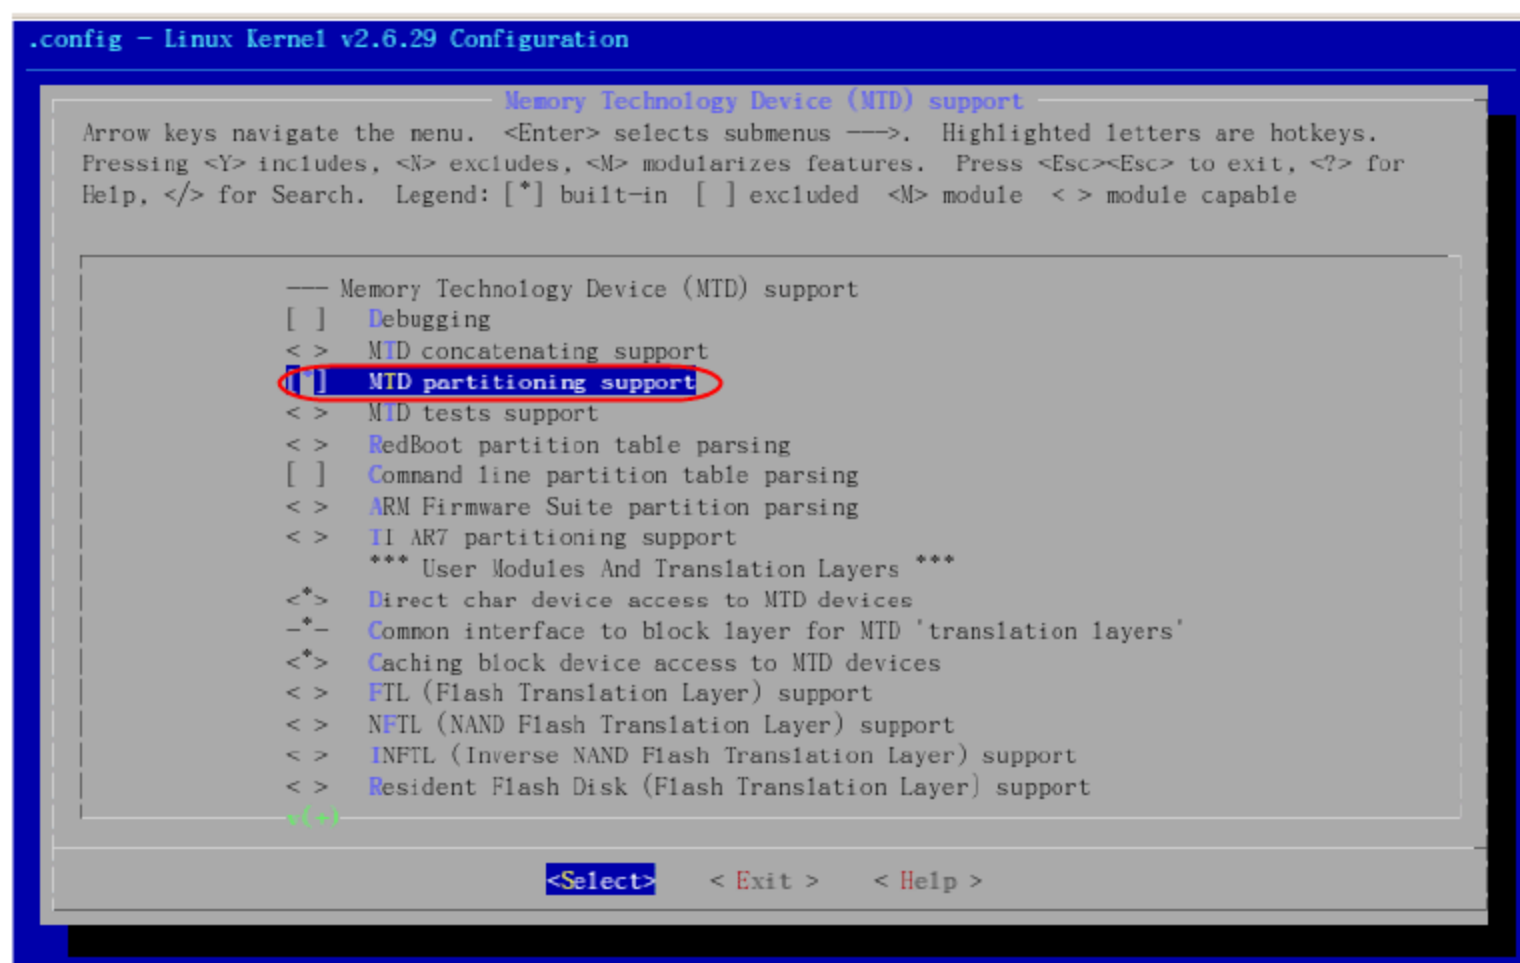 .config - Linux Kernel v2.6.29 Configuration
Memory Technology Device (MTD) support
Arrow keys navigate the menu.  <Enter> selects submenus --->.  Highlighted letters are hotkeys.
Pressing <Y> includes, <N> excludes, <M> modularizes features.  Press <Esc><Esc> to exit, <?> for
Help, </> for Search.  Legend: [*] built-in  [ ] excluded  <M> module  < > module capable
--- Memory Technology Device (MTD) support
[ ]   Debugging
< >   MTD concatenating support
[*]   MTD partitioning support
< >   MTD tests support
< >   RedBoot partition table parsing
[ ]   Command line partition table parsing
< >   ARM Firmware Suite partition parsing
< >   TI AR7 partitioning support
*** User Modules And Translation Layers ***
<*>   Direct char device access to MTD devices
-*-   Common interface to block layer for MTD 'translation layers'
<*>   Caching block device access to MTD devices
< >   FTL (Flash Translation Layer) support
< >   NFTL (NAND Flash Translation Layer) support
< >   INFTL (Inverse NAND Flash Translation Layer) support
< >   Resident Flash Disk (Flash Translation Layer) support
v(+)
<Select>    < Exit >    < Help >